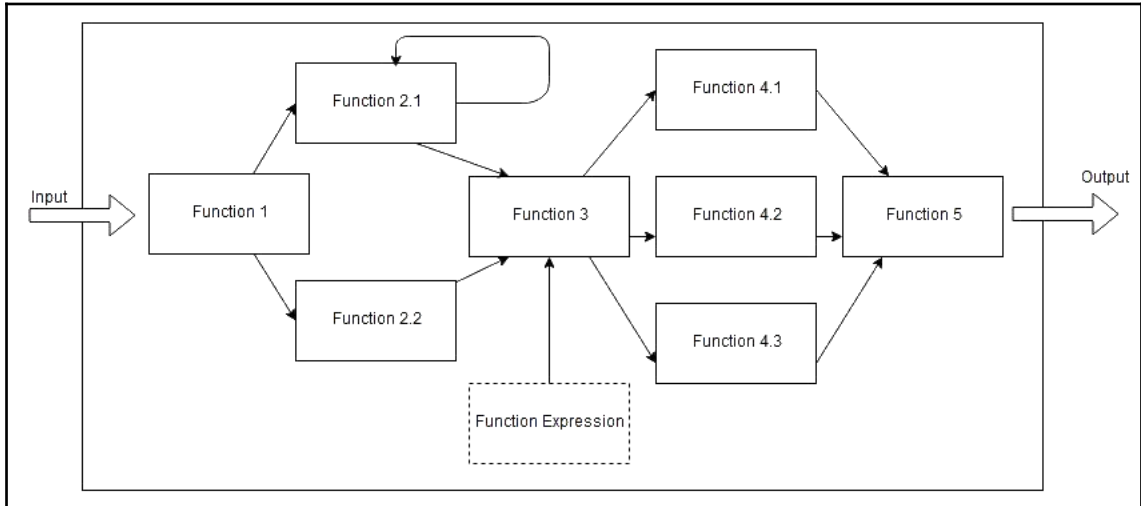 Function 2.1
Function 4.1
Input
Function 1
Function 3
Function 4.2
Function 5
Output
Function 2.2
Function 4.3
Function Expression